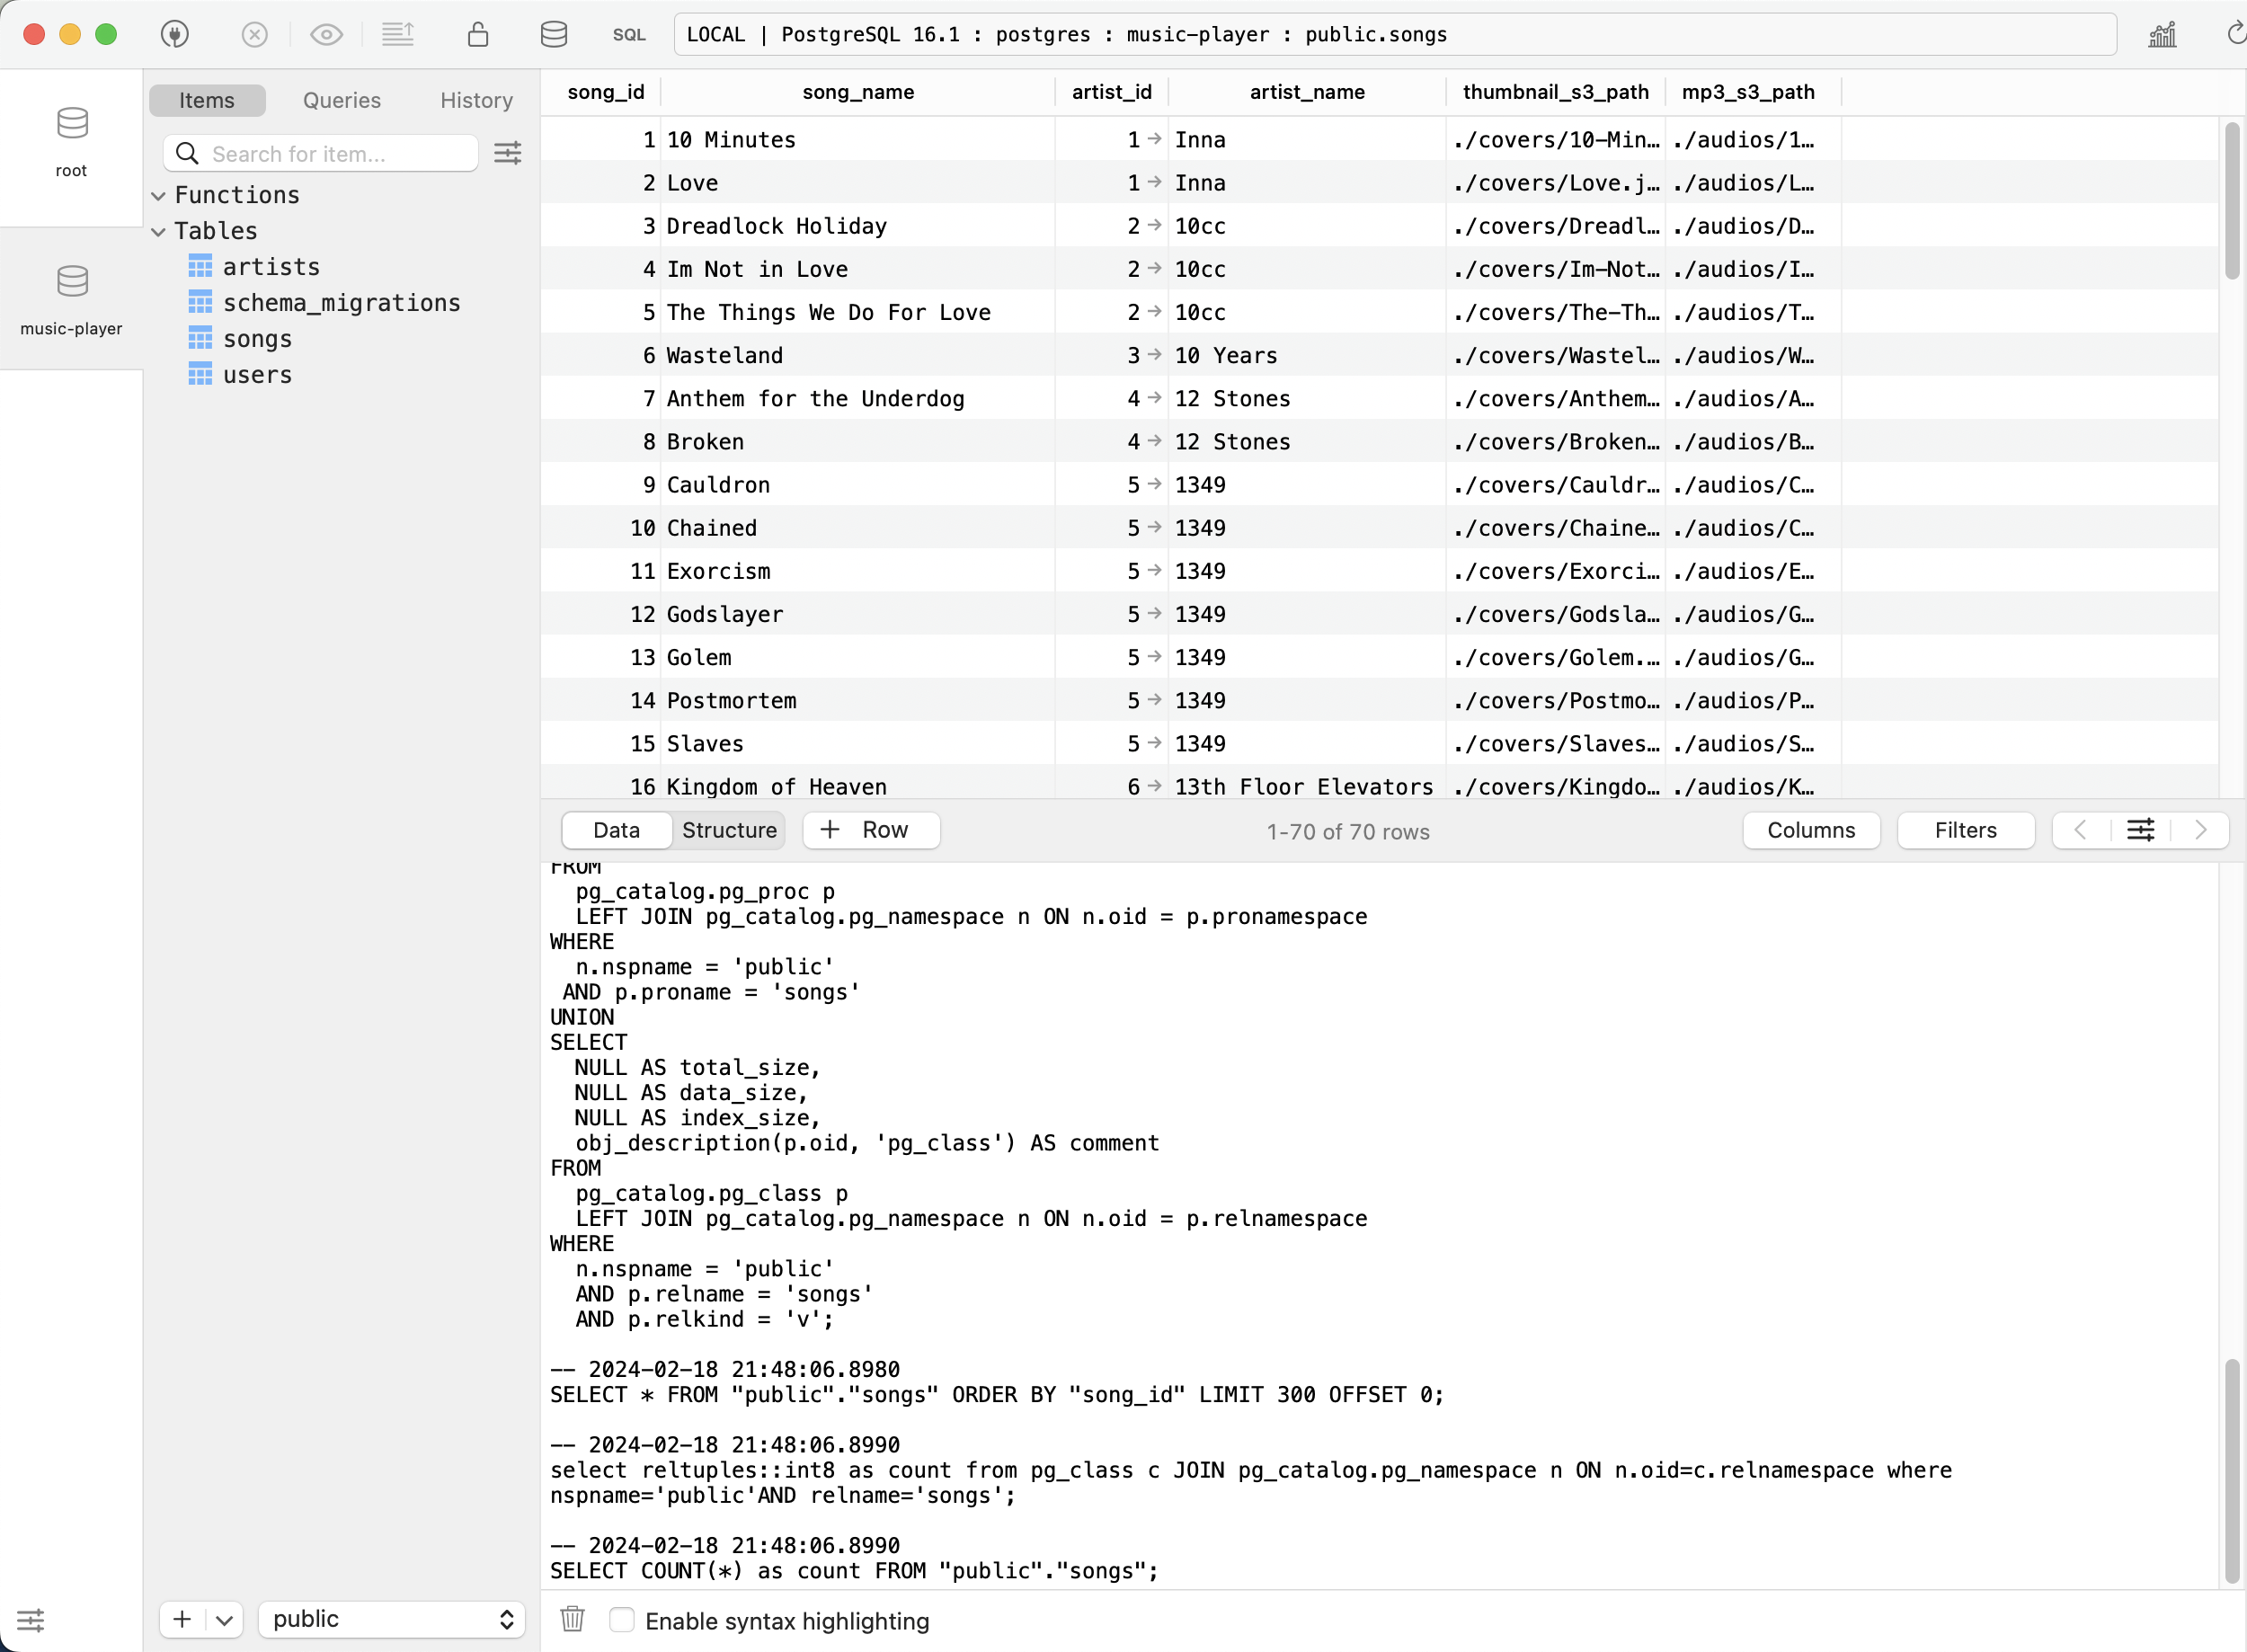 SQL
LOCAL | PostgreSQL 16.1 : postgres : music-player : public.songs
root
music-player
Items Queries History
Search for item...
Functions
Tables
artists
schema_migrations
songs
users
public
song_id song_name artist_id artist_name thumbnail_s3_path mp3_s3_path
1 10 Minutes 1 → Inna ./covers/10-Min… ./audios/1…
2 Love 1 → Inna ./covers/Love.j… ./audios/L…
3 Dreadlock Holiday 2 → 10cc ./covers/Dreadl… ./audios/D…
4 Im Not in Love 2 → 10cc ./covers/Im-Not… ./audios/I…
5 The Things We Do For Love 2 → 10cc ./covers/The-Th… ./audios/T…
6 Wasteland 3 → 10 Years ./covers/Wastel… ./audios/W…
7 Anthem for the Underdog 4 → 12 Stones ./covers/Anthem… ./audios/A…
8 Broken 4 → 12 Stones ./covers/Broken… ./audios/B…
9 Cauldron 5 → 1349 ./covers/Cauldr… ./audios/C…
10 Chained 5 → 1349 ./covers/Chaine… ./audios/C…
11 Exorcism 5 → 1349 ./covers/Exorci… ./audios/E…
12 Godslayer 5 → 1349 ./covers/Godsla… ./audios/G…
13 Golem 5 → 1349 ./covers/Golem.… ./audios/G…
14 Postmortem 5 → 1349 ./covers/Postmo… ./audios/P…
15 Slaves 5 → 1349 ./covers/Slaves… ./audios/S…
16 Kingdom of Heaven 6 → 13th Floor Elevators ./covers/Kingdo… ./audios/K…
Data Structure + Row 1-70 of 70 rows Columns Filters
FROM
pg_catalog.pg_proc p
LEFT JOIN pg_catalog.pg_namespace n ON n.oid = p.pronamespace
WHERE
n.nspname = 'public'
AND p.proname = 'songs'
UNION
SELECT
NULL AS total_size,
NULL AS data_size,
NULL AS index_size,
obj_description(p.oid, 'pg_class') AS comment
FROM
pg_catalog.pg_class p
LEFT JOIN pg_catalog.pg_namespace n ON n.oid = p.relnamespace
WHERE
n.nspname = 'public'
AND p.relname = 'songs'
AND p.relkind = 'v';
-- 2024-02-18 21:48:06.8980
SELECT * FROM "public"."songs" ORDER BY "song_id" LIMIT 300 OFFSET 0;
-- 2024-02-18 21:48:06.8990
select reltuples::int8 as count from pg_class c JOIN pg_catalog.pg_namespace n ON n.oid=c.relnamespace where
nspname='public'AND relname='songs';
-- 2024-02-18 21:48:06.8990
SELECT COUNT(*) as count FROM "public"."songs";
Enable syntax highlighting